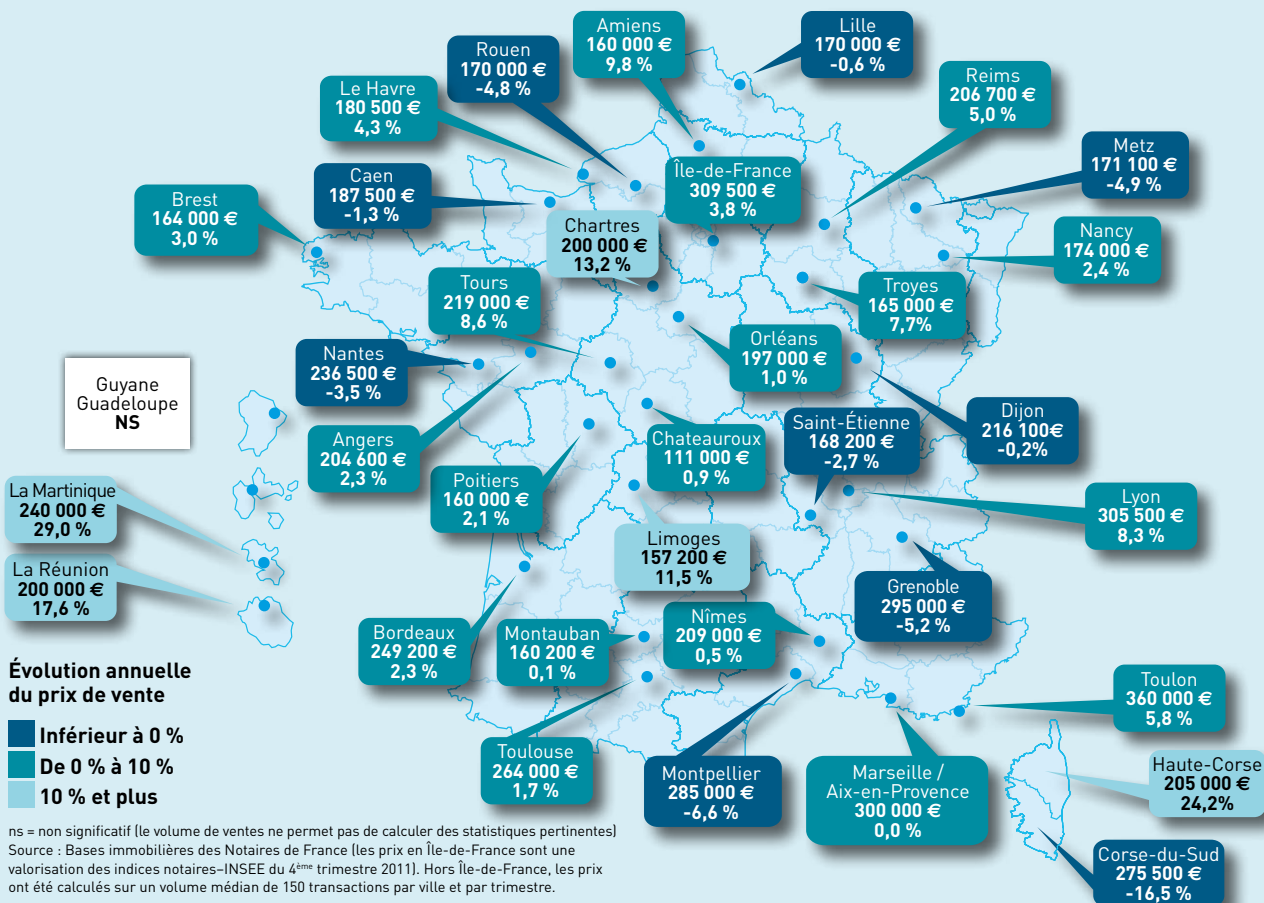 Amiens
160 000 €
9,8 %
Lille
170 000 €
-0,6 %
Rouen
170 000 €
-4,8 %
Le Havre
180 500 €
4,3 %
Reims
206 700 €
5,0 %
Metz
171 100 €
-4,9 %
Île-de-France
309 500 €
3,8 %
Caen
187 500 €
-1,3 %
Brest
164 000 €
3,0 %
Chartres
200 000 €
13,2 %
Nancy
174 000 €
2,4 %
Tours
219 000 €
8,6 %
Troyes
165 000 €
7,7%
Orléans
197 000 €
1,0 %
Nantes
236 500 €
-3,5 %
Guyane
Guadeloupe
NS
Angers
204 600 €
2,3 %
Chateauroux
111 000 €
0,9 %
Saint-Étienne
168 200 €
-2,7 %
Dijon
216 100€
-0,2%
Poitiers
160 000 €
2,1 %
La Martinique
240 000 €
29,0 %
Lyon
305 500 €
8,3 %
Limoges
157 200 €
11,5 %
La Réunion
200 000 €
17,6 %
Grenoble
295 000 €
-5,2 %
Bordeaux
249 200 €
2,3 %
Montauban
160 200 €
0,1 %
Nîmes
209 000 €
0,5 %
Toulon
360 000 €
5,8 %
Toulouse
264 000 €
1,7 %
Montpellier
285 000 €
-6,6 %
Marseille /
Aix-en-Provence
300 000 €
0,0 %
Haute-Corse
205 000 €
24,2%
Corse-du-Sud
275 500 €
-16,5 %
Évolution annuelle
du prix de vente
Inférieur à 0 %
De 0 % à 10 %
10 % et plus
ns = non significatif (le volume de ventes ne permet pas de calculer des statistiques pertinentes)
Source : Bases immobilières des Notaires de France (les prix en Île-de-France sont une
valorisation des indices notaires–INSEE du 4ème trimestre 2011). Hors Île-de-France, les prix
ont été calculés sur un volume médian de 150 transactions par ville et par trimestre.